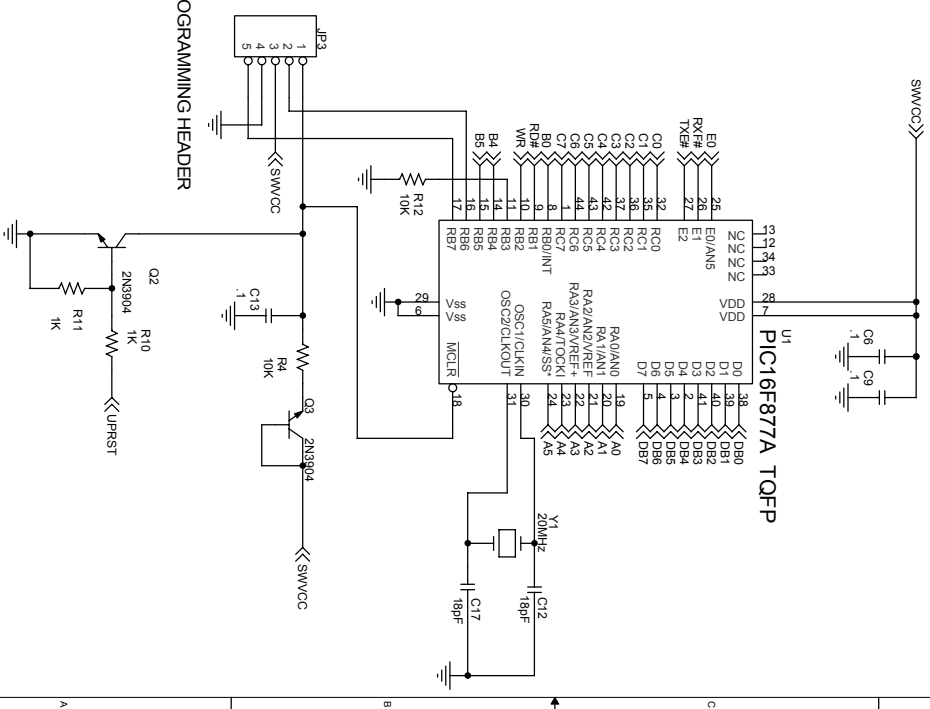 OGRAMMING HEADER
JP3
1
2
3
4
5
SWVCC
SWVCC
R12
10K
B5
B4
WR
RD#
B0
C7
C6
C5
C4
C3
C2
C1
C0
TXE#
RXF#
E0
17
16
15
14
11
10
9
8
1
44
43
42
37
36
35
32
27
26
25
RB7
RB6
RB5
RB4
RB3
RB2
RB1
RB0/INT
RC7
RC6
RC5
RC4
RC3
RC2
RC1
RC0
E2
E1
E0/AN5
NC
NC
NC
NC
13
12
34
33
VDD
VDD
28
7
29
6
Vss
Vss
MCLR
OSC2/CLKOUT
OSC1/CLKIN
RA5/AN4/SS*
RA4/TOCKI
RA3/AN3/VREF+
RA2/AN2/VREF
RA1/AN1
RA0/AN0
D7
D6
D5
D4
D3
D2
D1
D0
18
31
30
24
23
22
21
20
19
5
4
3
2
41
40
39
38
A5
A4
A3
A2
A1
A0
DB7
DB6
DB5
DB4
DB3
DB2
DB1
DB0
U1
PIC16F877A TQFP
C6
.1
C9
.1
Q2
2N3904
R11
1K
R10
1K
UPRST
C13
.1
R4
10K
Q3
2N3904
SWVCC
Y1
20MHz
C17
18pF
C12
18pF
A
B
C